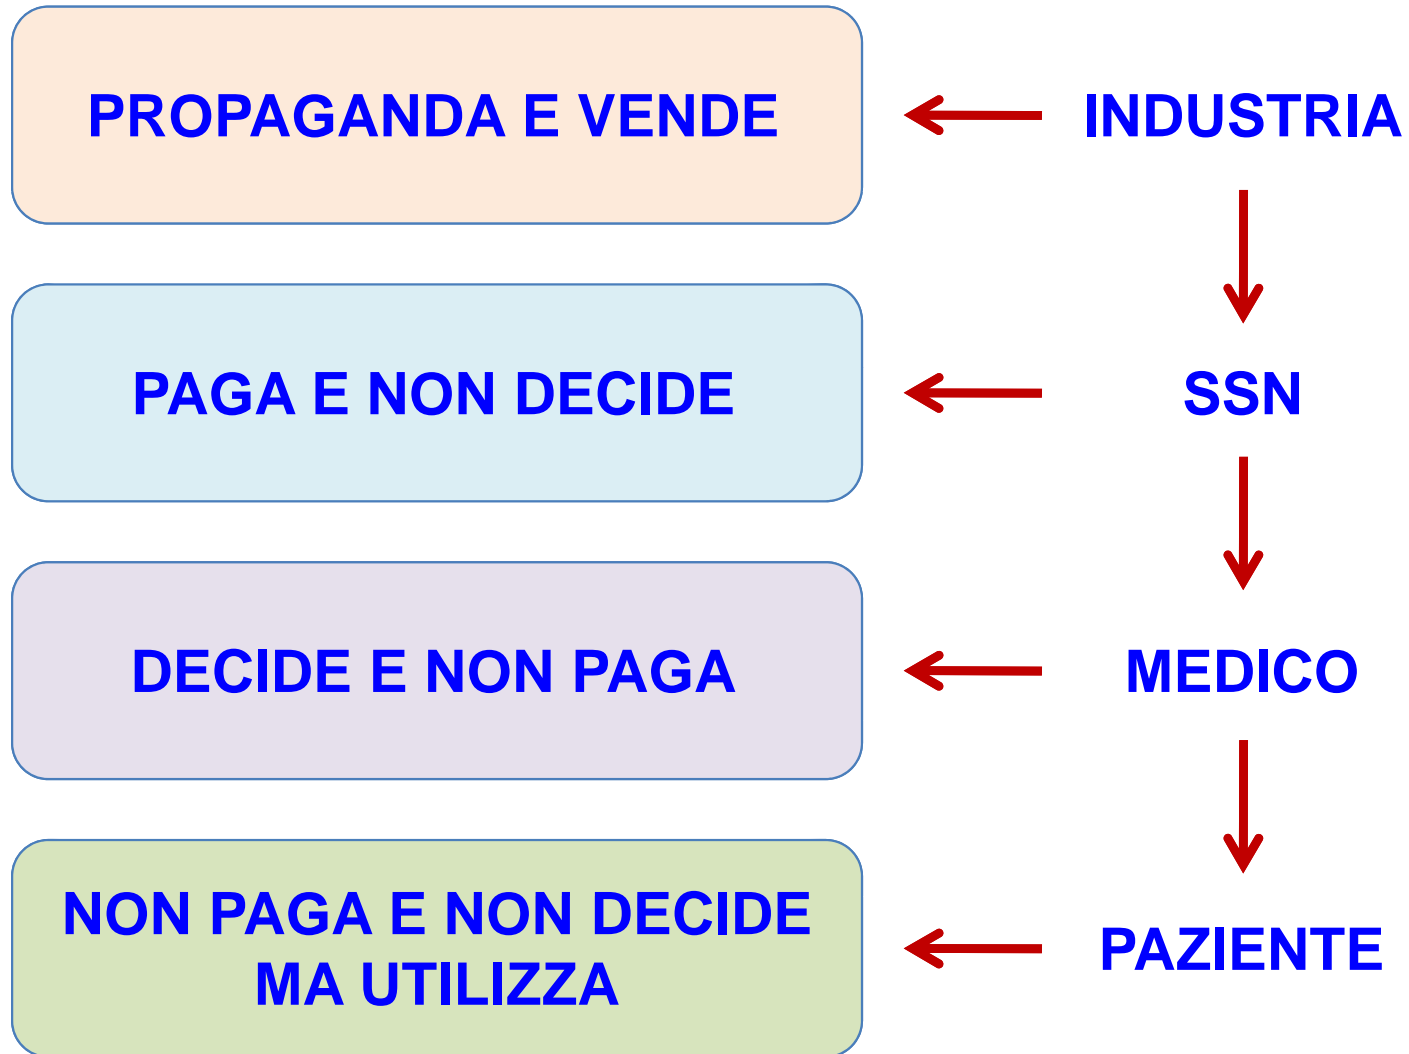 PROPAGANDA E VENDE
INDUSTRIA
PAGA E NON DECIDE
SSN
DECIDE E NON PAGA
MEDICO
NON PAGA E NON DECIDE
MA UTILIZZA
PAZIENTE